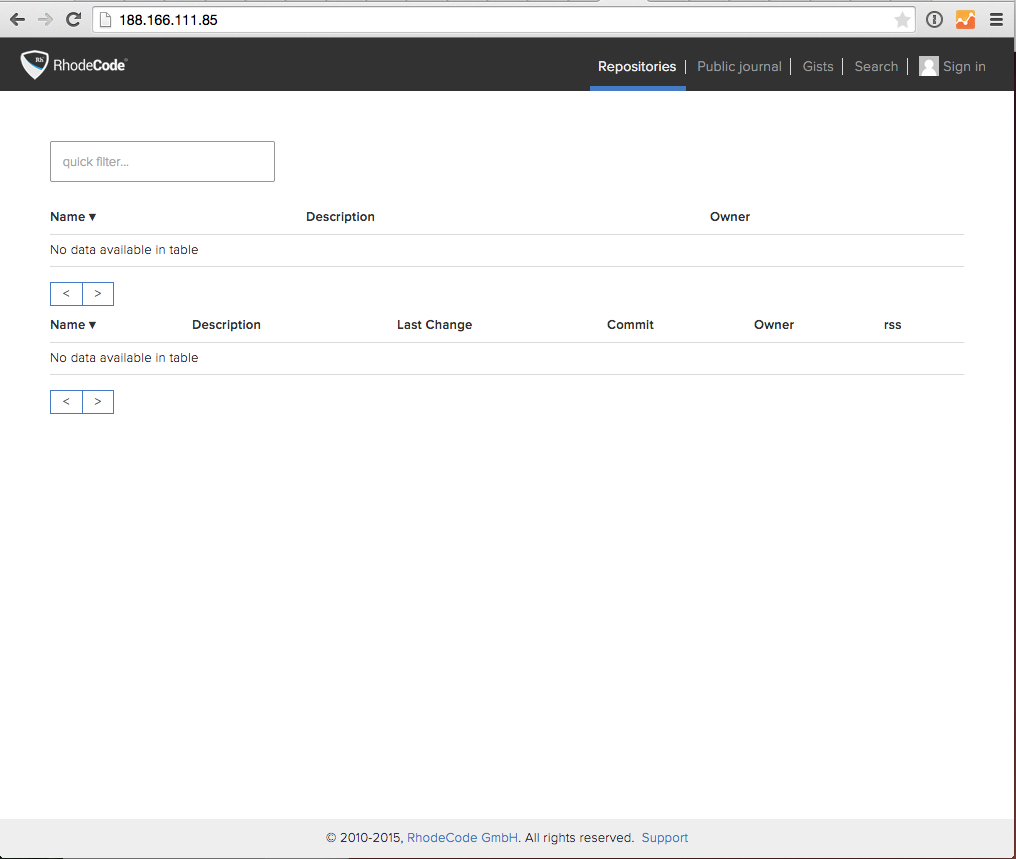 188.166.111.85
RhodeCode®
Repositories | Public journal | Gists | Search | Sign in
quick filter...
Name ▾ Description Owner
No data available in table
< >
Name ▾ Description Last Change Commit Owner rss
No data available in table
< >
© 2010-2015, RhodeCode GmbH. All rights reserved. Support